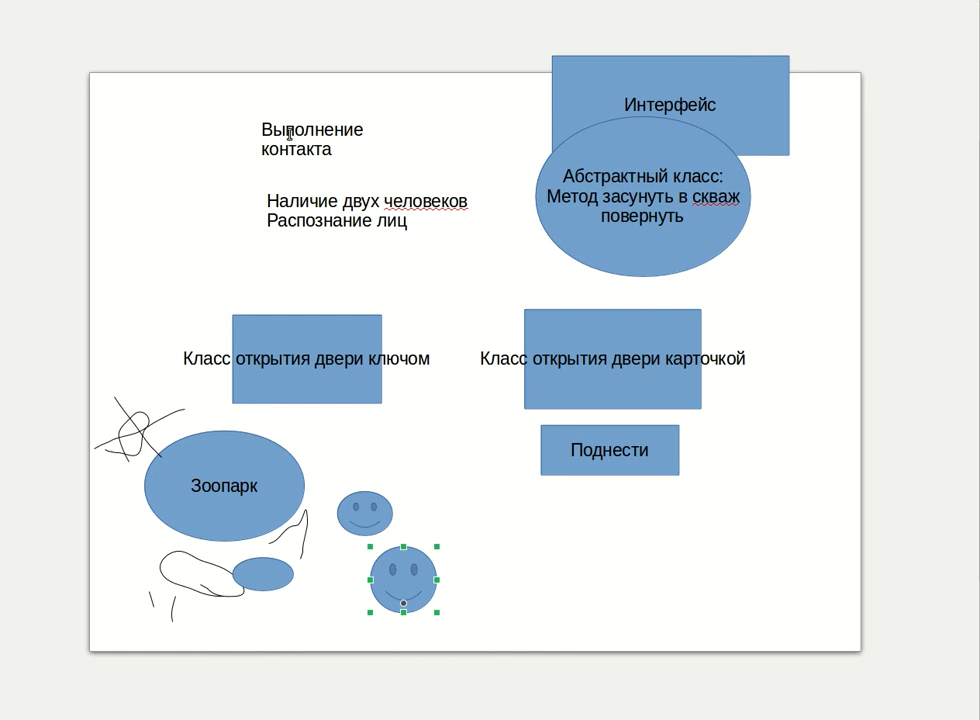 Интерфейс
Выполнение
контакта
Абстрактный класс:
Метод засунуть в скваж
повернуть
Наличие двух человеков
Распознание лиц
Класс открытия двери ключом
Класс открытия двери карточкой
Поднести
Зоопарк